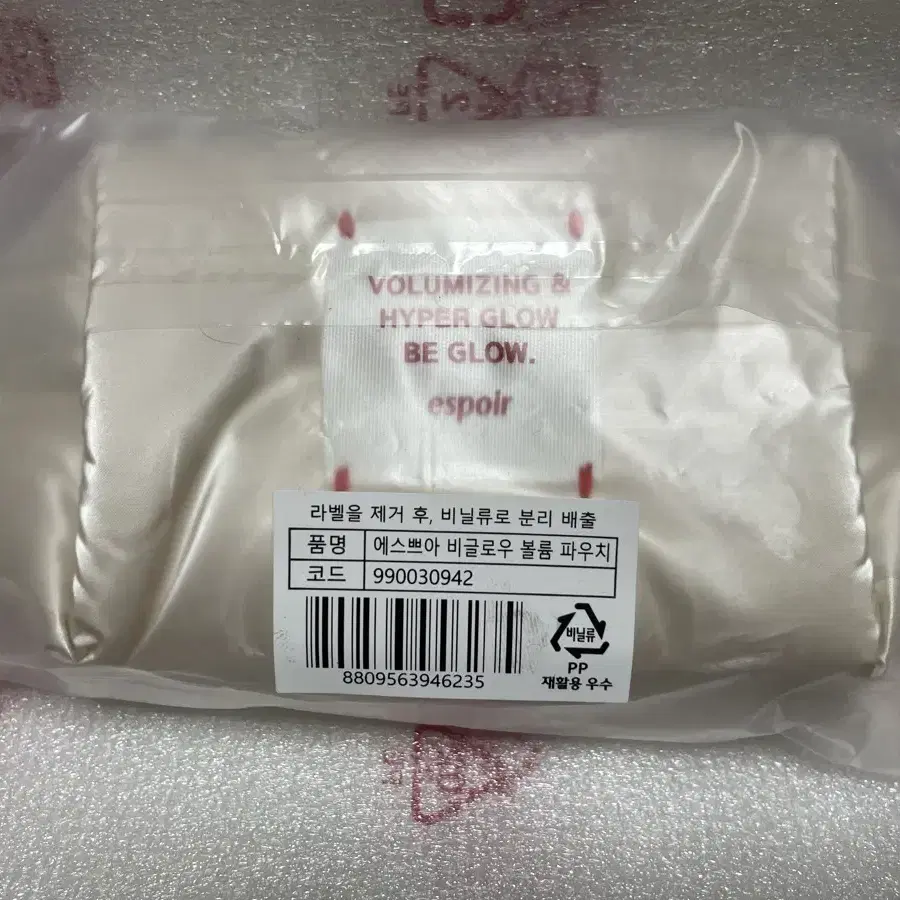 VOLUMIZING &
HYPER GLOW
BE GLOW.
espoir
라벨을 제거 후, 비닐류로 분리 배출
품명 에스쁘아 비글로우 볼륨 파우치
코드 990030942
8809563946235
비닐류
PP
재활용 우수